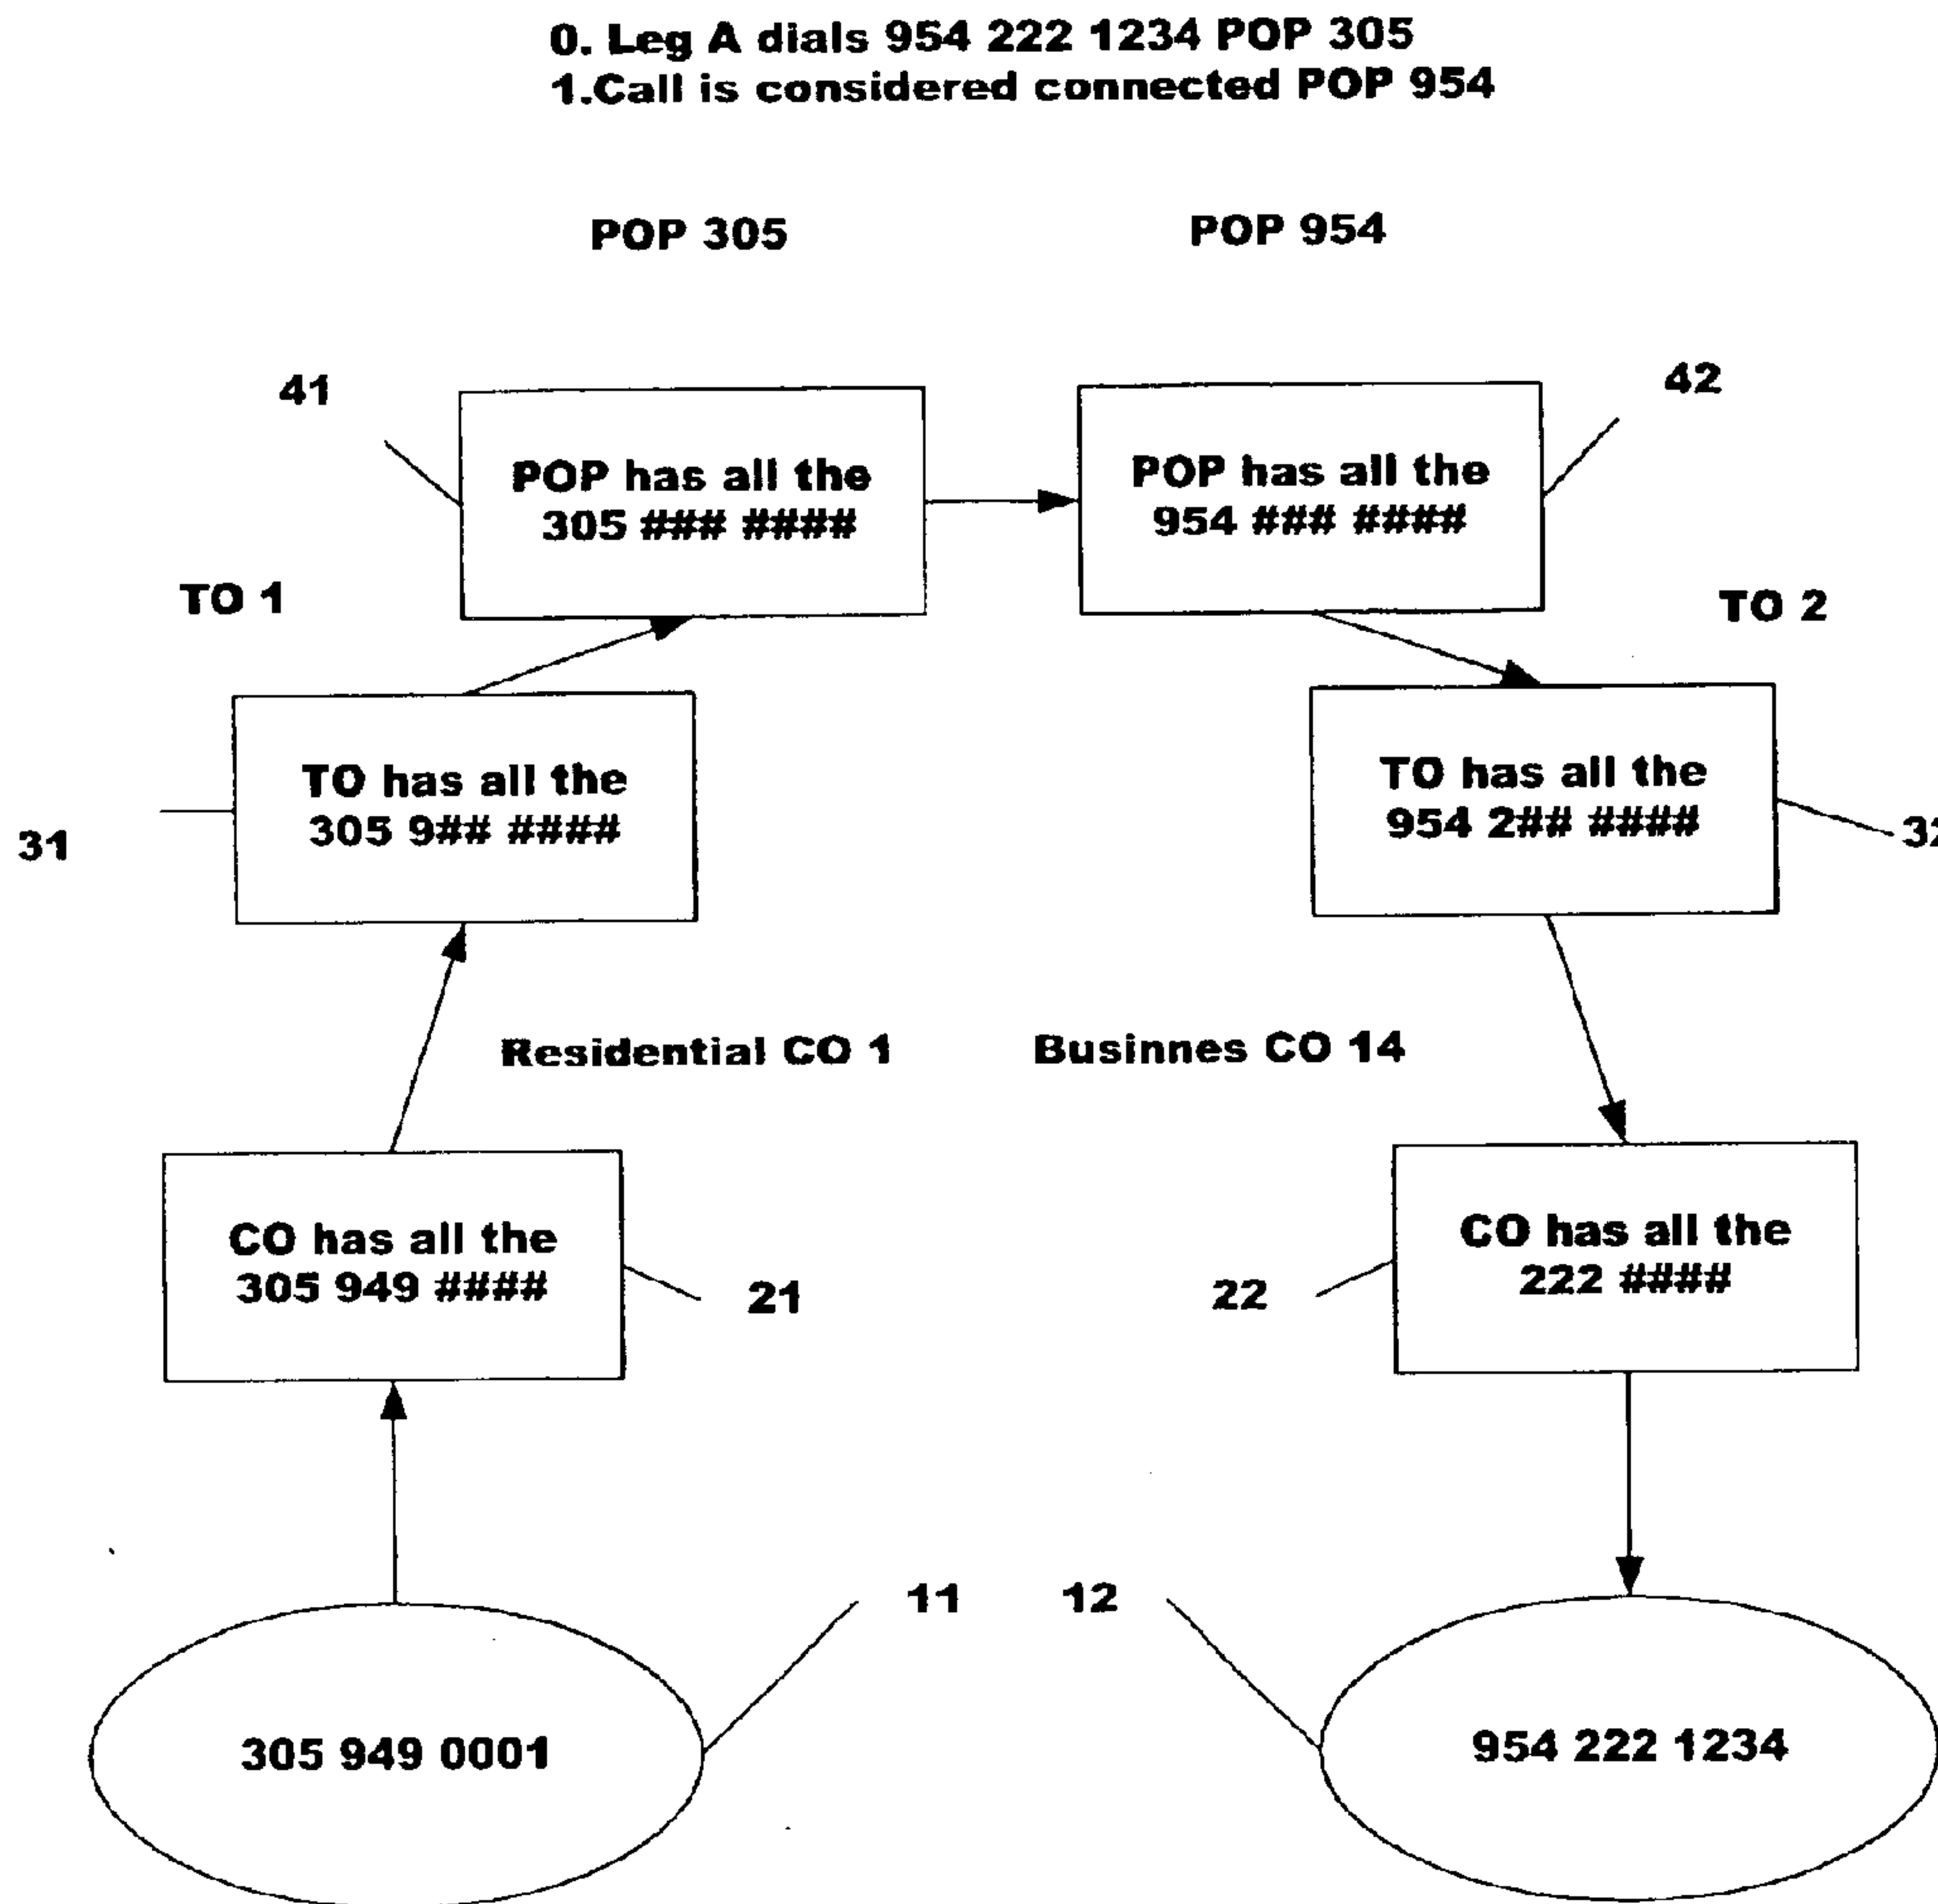 0. Leg A dials 954 222 1234 POP 305
1.Call is considered connected POP 954
POP 305
POP 954
41
42
POP has all the
305 ### ####
POP has all the
954 ### ####
TO 1
TO 2
TO has all the
305 9## ####
TO has all the
954 2## ####
31
32
Residential CO 1
Businnes CO 14
CO has all the
305 949 ####
CO has all the
222 ####
21
22
11
12
305 949 0001
954 222 1234